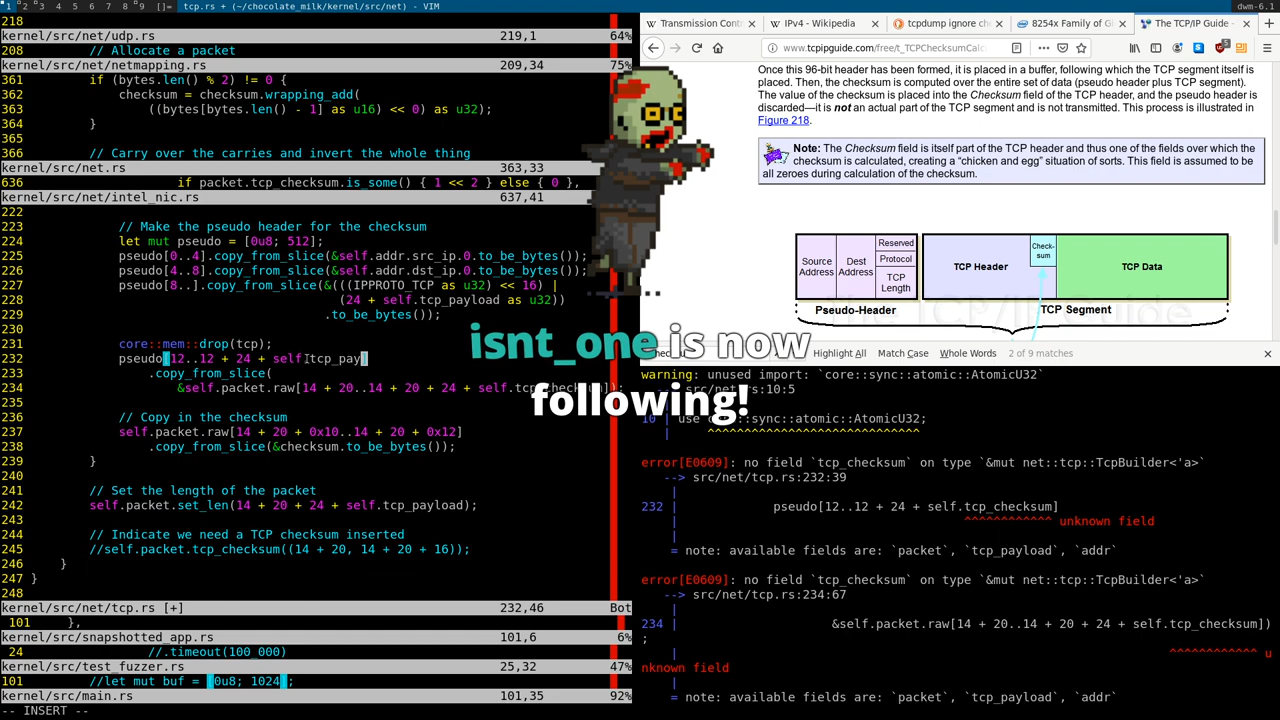 1 2 3 4 5 6 7 8 9 []= tcp.rs + (~/chocolate_milk/kernel/src/net) - VIM
dwm-6.1
218
kernel/src/net/udp.rs 219,1 64%
208 // Allocate a packet
kernel/src/net/netmapping.rs 209,34 75%
361 if (bytes.len() % 2) != 0 {
362 checksum = checksum.wrapping_add(
363 ((bytes[bytes.len() - 1] as u16) << 0) as u32);
364 }
365
366 // Carry over the carries and invert the whole thing
kernel/src/net.rs 363,33
636 if packet.tcp_checksum.is_some() { 1 << 2 } else { 0 },
kernel/src/net/intel_nic.rs 637,41
222
223 // Make the pseudo header for the checksum
224 let mut pseudo = [0u8; 512];
225 pseudo[0..4].copy_from_slice(&self.addr.src_ip.0.to_be_bytes());
226 pseudo[4..8].copy_from_slice(&self.addr.dst_ip.0.to_be_bytes());
227 pseudo[8..].copy_from_slice(&(((IPPROTO_TCP as u32) << 16) |
228 (24 + self.tcp_payload as u32))
229 .to_be_bytes());
230
231 core::mem::drop(tcp);
232 pseudo[12..12 + 24 + self.tcp_pay]
233 .copy_from_slice(
234 &self.packet.raw[14 + 20..14 + 20 + 24 + self.tcp_checksum]);
235
236 // Copy in the checksum
237 self.packet.raw[14 + 20 + 0x10..14 + 20 + 0x12]
238 .copy_from_slice(&checksum.to_be_bytes());
239 }
240
241 // Set the length of the packet
242 self.packet.set_len(14 + 20 + 24 + self.tcp_payload);
243
244 // Indicate we need a TCP checksum inserted
245 //self.packet.tcp_checksum((14 + 20, 14 + 20 + 16));
246 }
247 }
248
kernel/src/net/tcp.rs [+] 232,46 Bot
101 },
kernel/src/snapshotted_app.rs 101,6 6%
24 //.timeout(100_000)
kernel/src/test_fuzzer.rs 25,32 47%
101 //let mut buf = [0u8; 1024];
kernel/src/main.rs 101,35 92%
-- INSERT --
isnt_one is now
following!
Transmission Cont
IPv4 - Wikipedia
tcpdump ignore ch
8254x Family of G
The TCP/IP Guide -
www.tcpipguide.com/free/t_TCPChecksumCalc
Once this 96-bit header has been formed, it is placed in a buffer, following which the TCP segment itself is
placed. Then, the checksum is computed over the entire set of data (pseudo header plus TCP segment).
The value of the checksum is placed into the Checksum field of the TCP header, and the pseudo header is
discarded—it is not an actual part of the TCP segment and is not transmitted. This process is illustrated in
Figure 218.
Note: The Checksum field is itself part of the TCP header and thus one of the fields over which the
checksum is calculated, creating a “chicken and egg” situation of sorts. This field is assumed to be
all zeroes during calculation of the checksum.
Source
Address
Dest
Address
Reserved
Protocol
TCP
Length
TCP Header
Check-
sum
TCP Data
Pseudo-Header
TCP Segment
The TCP/IP Guide
Highlight All Match Case Whole Words 2 of 9 matches
warning: unused import: `core::sync::atomic::AtomicU32`
--> src/net.rs:10:5
|
10 | use core::sync::atomic::AtomicU32;
| ^^^^^^^^^^^^^^^^^^^^^^^^^^^^^
error[E0609]: no field `tcp_checksum` on type `&mut net::tcp::TcpBuilder<'a>`
--> src/net/tcp.rs:232:39
|
232 | pseudo[12..12 + 24 + self.tcp_checksum]
| ^^^^^^^^^^^^ unknown field
|
= note: available fields are: `packet`, `tcp_payload`, `addr`
error[E0609]: no field `tcp_checksum` on type `&mut net::tcp::TcpBuilder<'a>`
--> src/net/tcp.rs:234:67
|
234 | &self.packet.raw[14 + 20..14 + 20 + 24 + self.tcp_checksum])
;
| ^^^^^^^^^^^^ u
nknown field
|
= note: available fields are: `packet`, `tcp_payload`, `addr`